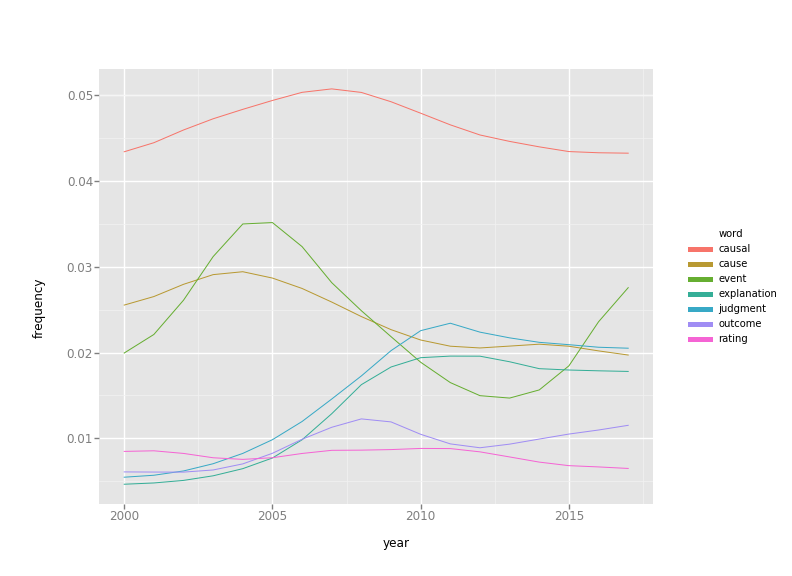 0.05
0.04
0.03
0.02
0.01
frequency
2000 2005 2010 2015
year
word
causal
cause
event
explanation
judgment
outcome
rating